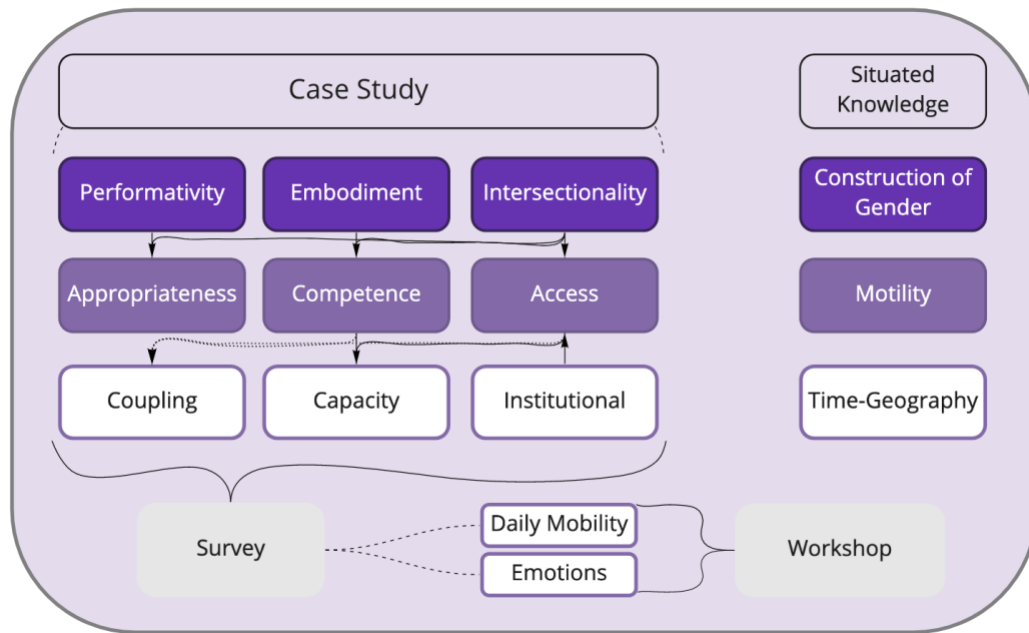 Case Study
Situated
Knowledge
Performativity
Embodiment
Intersectionality
Construction of
Gender
Appropriateness
Competence
Access
Motility
Coupling
Capacity
Institutional
Time-Geography
Survey
Daily Mobility
Emotions
Workshop